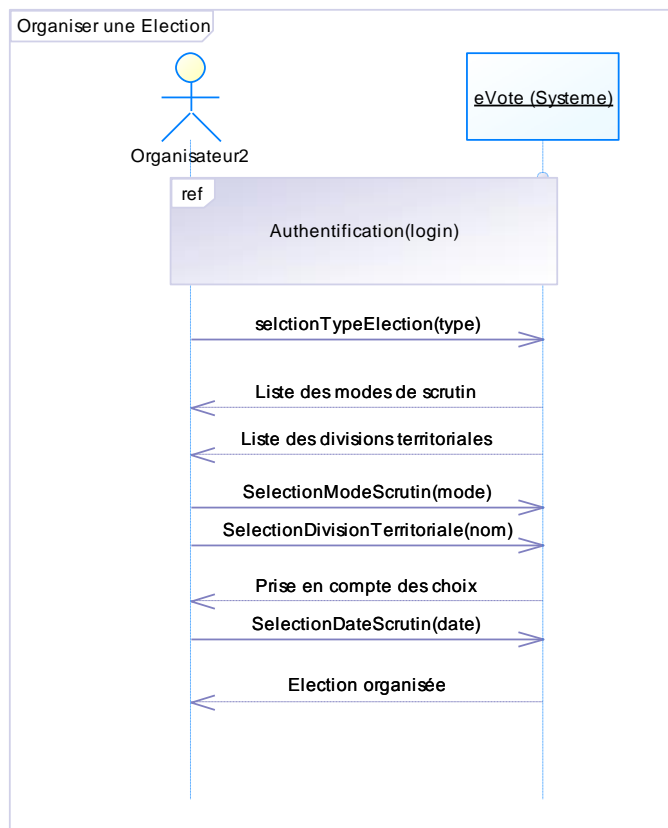 Organiser une Election
eVote (Systeme)
Organisateur2
ref
Authentification(login)
selctionTypeElection(type)
Liste des modes de scrutin
Liste des divisions territoriales
SelectionModeScrutin(mode)
SelectionDivisionTerritoriale(nom)
Prise en compte des choix
SelectionDateScrutin(date)
Election organisée